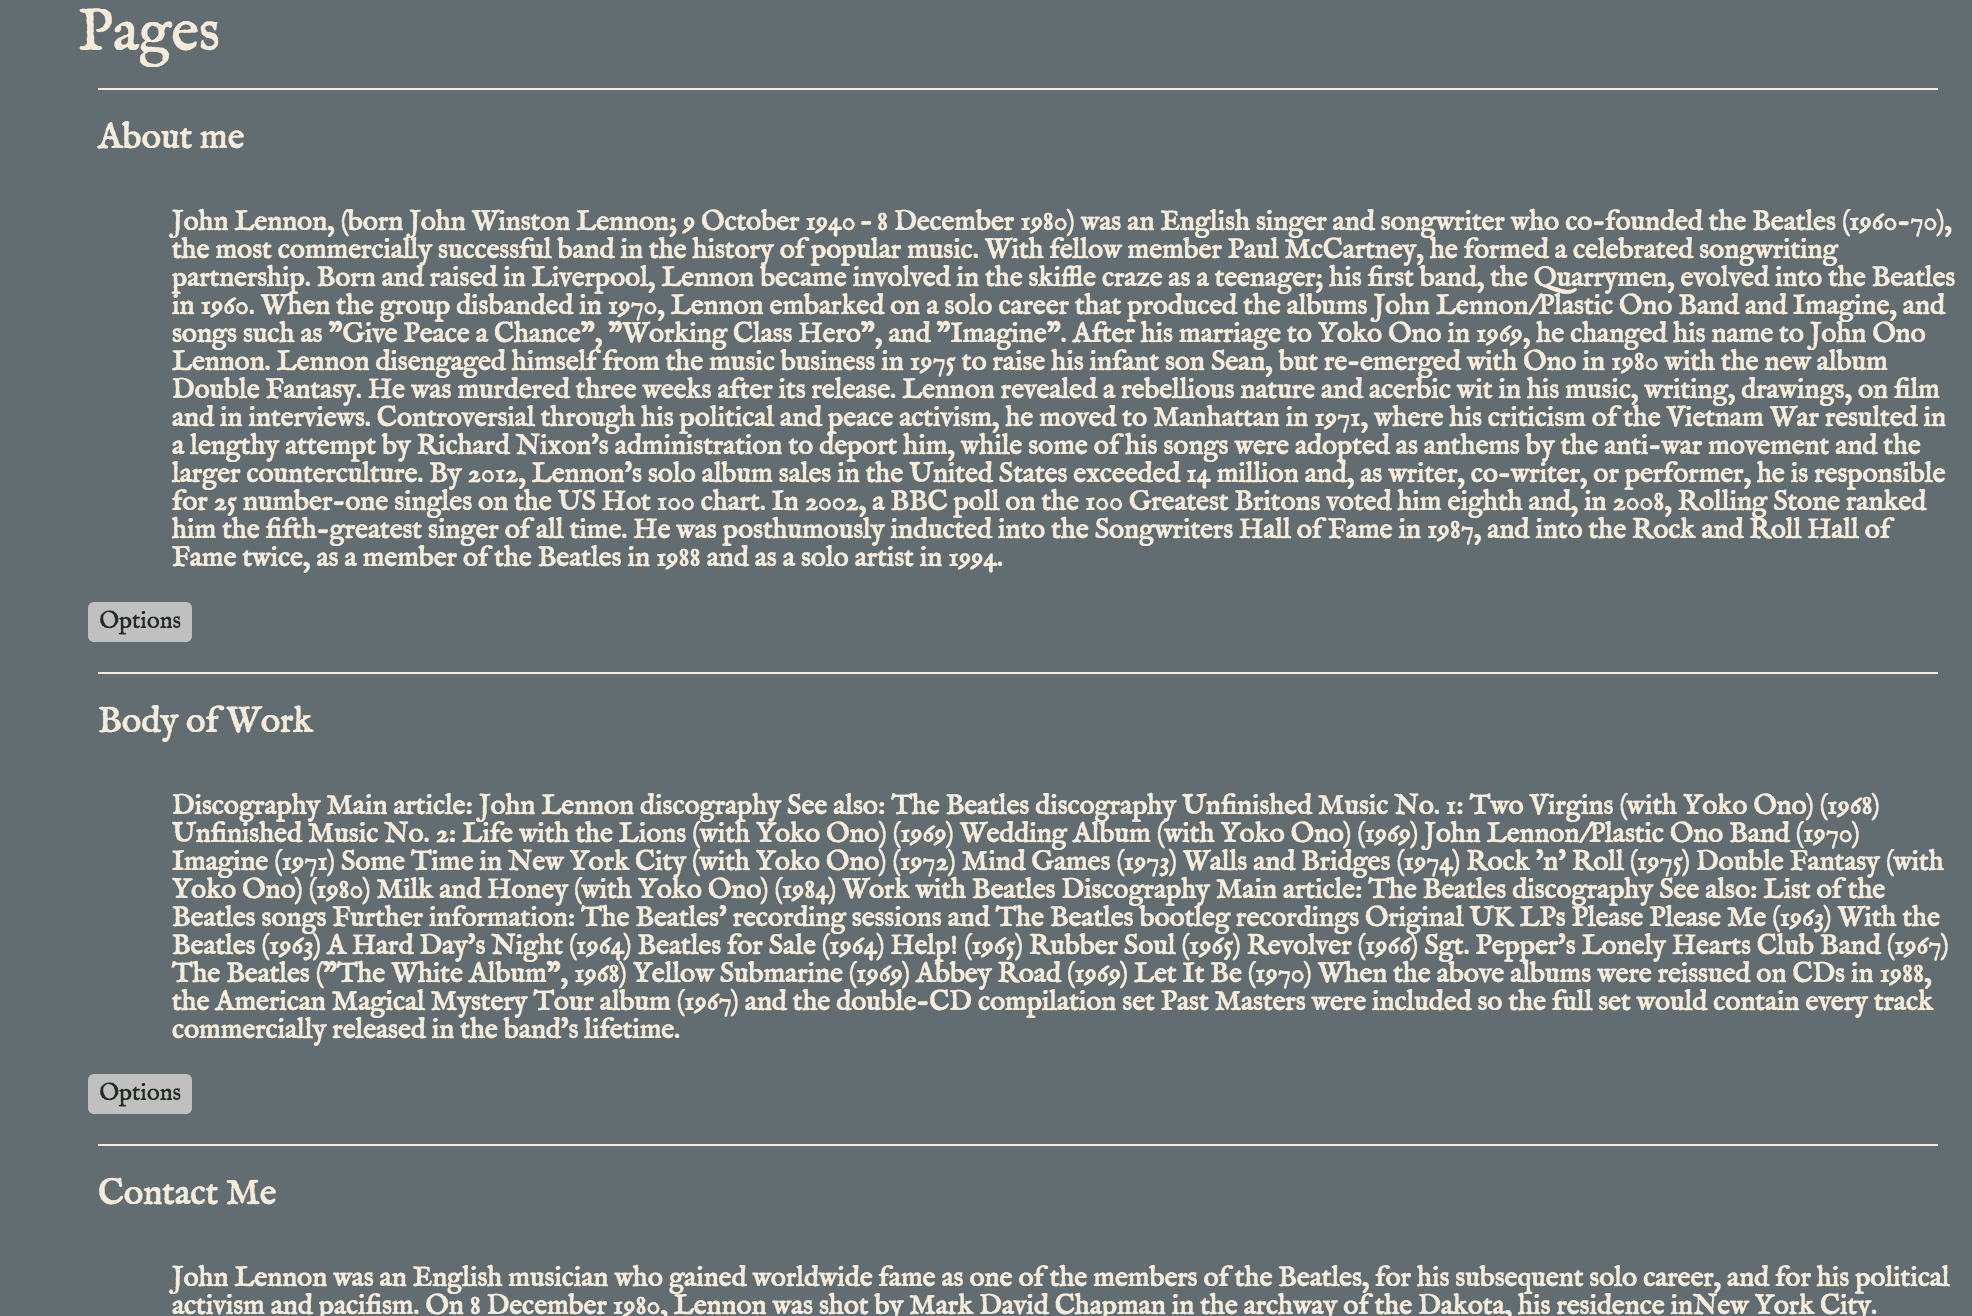 Pages
About me
John Lennon, (born John Winston Lennon; 9 October 1940 - 8 December 1980) was an English singer and songwriter who co-founded the Beatles (1960-70),
the most commercially successful band in the history of popular music. With fellow member Paul McCartney, he formed a celebrated songwriting
partnership. Born and raised in Liverpool, Lennon became involved in the skiffle craze as a teenager; his first band, the Quarrymen, evolved into the Beatles
in 1960. When the group disbanded in 1970, Lennon embarked on a solo career that produced the albums John Lennon/Plastic Ono Band and Imagine, and
songs such as "Give Peace a Chance", "Working Class Hero", and "Imagine". After his marriage to Yoko Ono in 1969, he changed his name to John Ono
Lennon. Lennon disengaged himself from the music business in 1975 to raise his infant son Sean, but re-emerged with Ono in 1980 with the new album
Double Fantasy. He was murdered three weeks after its release. Lennon revealed a rebellious nature and acerbic wit in his music, writing, drawings, on film
and in interviews. Controversial through his political and peace activism, he moved to Manhattan in 1971, where his criticism of the Vietnam War resulted in
a lengthy attempt by Richard Nixon's administration to deport him, while some of his songs were adopted as anthems by the anti-war movement and the
larger counterculture. By 2012, Lennon's solo album sales in the United States exceeded 14 million and, as writer, co-writer, or performer, he is responsible
for 25 number-one singles on the US Hot 100 chart. In 2002, a BBC poll on the 100 Greatest Britons voted him eighth and, in 2008, Rolling Stone ranked
him the fifth-greatest singer of all time. He was posthumously inducted into the Songwriters Hall of Fame in 1987, and into the Rock and Roll Hall of
Fame twice, as a member of the Beatles in 1988 and as a solo artist in 1994.
Options
Body of Work
Discography Main article: John Lennon discography See also: The Beatles discography Unfinished Music No. 1: Two Virgins (with Yoko Ono) (1968)
Unfinished Music No. 2: Life with the Lions (with Yoko Ono) (1969) Wedding Album (with Yoko Ono) (1969) John Lennon/Plastic Ono Band (1970)
Imagine (1971) Some Time in New York City (with Yoko Ono) (1972) Mind Games (1973) Walls and Bridges (1974) Rock 'n' Roll (1975) Double Fantasy (with
Yoko Ono) (1980) Milk and Honey (with Yoko Ono) (1984) Work with Beatles Discography Main article: The Beatles discography See also: List of the
Beatles songs Further information: The Beatles' recording sessions and The Beatles bootleg recordings Original UK LPs Please Please Me (1963) With the
Beatles (1963) A Hard Day's Night (1964) Beatles for Sale (1964) Help! (1965) Rubber Soul (1965) Revolver (1966) Sgt. Pepper's Lonely Hearts Club Band (1967)
The Beatles ("The White Album", 1968) Yellow Submarine (1969) Abbey Road (1969) Let It Be (1970) When the above albums were reissued on CDs in 1988,
the American Magical Mystery Tour album (1967) and the double-CD compilation set Past Masters were included so the full set would contain every track
commercially released in the band's lifetime.
Options
Contact Me
John Lennon was an English musician who gained worldwide fame as one of the members of the Beatles, for his subsequent solo career, and for his political
activism and pacifism. On 8 December 1980, Lennon was shot by Mark David Chapman in the archway of the Dakota, his residence inNew York City.